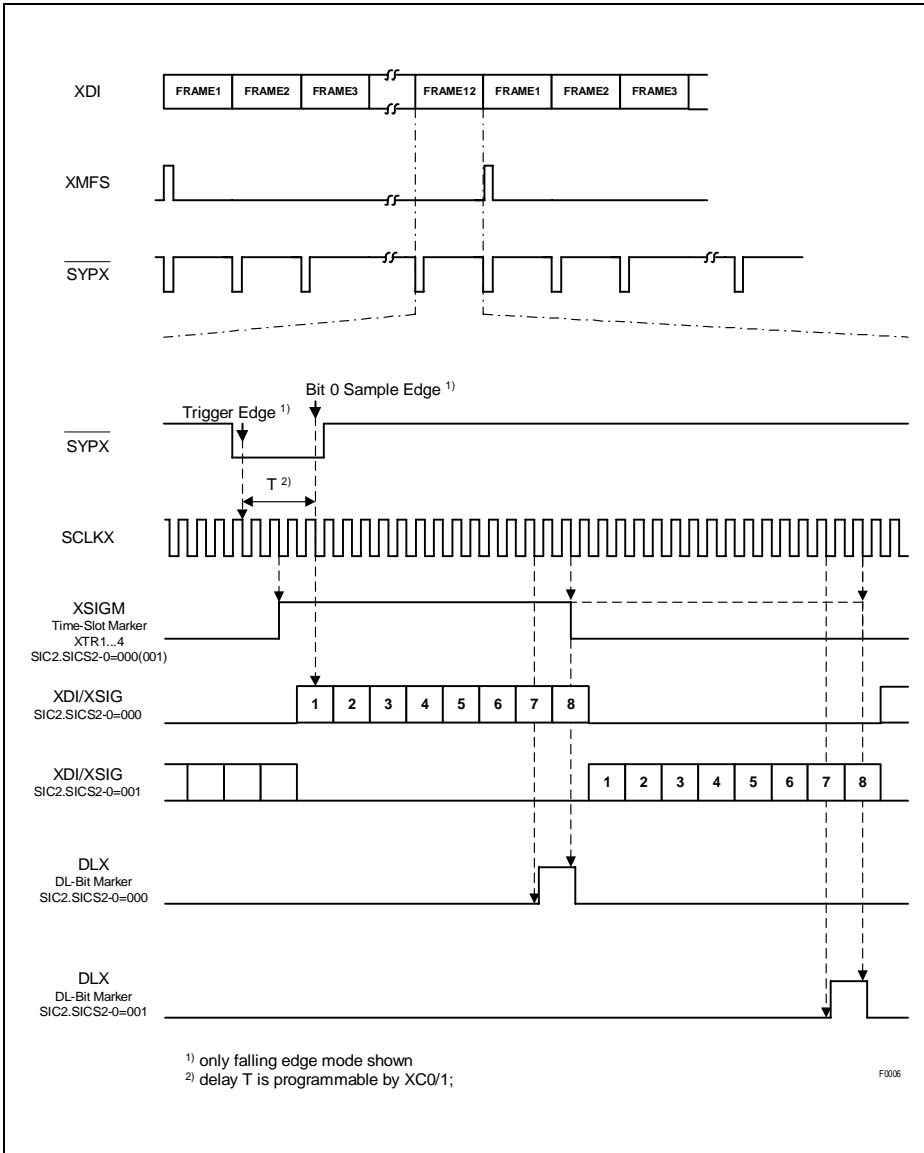 XDI
FRAME1 FRAME2 FRAME3 FRAME12 FRAME1 FRAME2 FRAME3
XMFS
SYPX
Bit 0 Sample Edge 1)
Trigger Edge 1)
SYPX
T 2)
SCLKX
XSIGM
Time-Slot Marker
XTR1...4
SIC2.SICS2-0=000(001)
XDI/XSIG
SIC2.SICS2-0=000
1 2 3 4 5 6 7 8
XDI/XSIG
SIC2.SICS2-0=001
1 2 3 4 5 6 7 8
DLX
DL-Bit Marker
SIC2.SICS2-0=000
DLX
DL-Bit Marker
SIC2.SICS2-0=001
1) only falling edge mode shown
2) delay T is programmable by XC0/1;
F0006